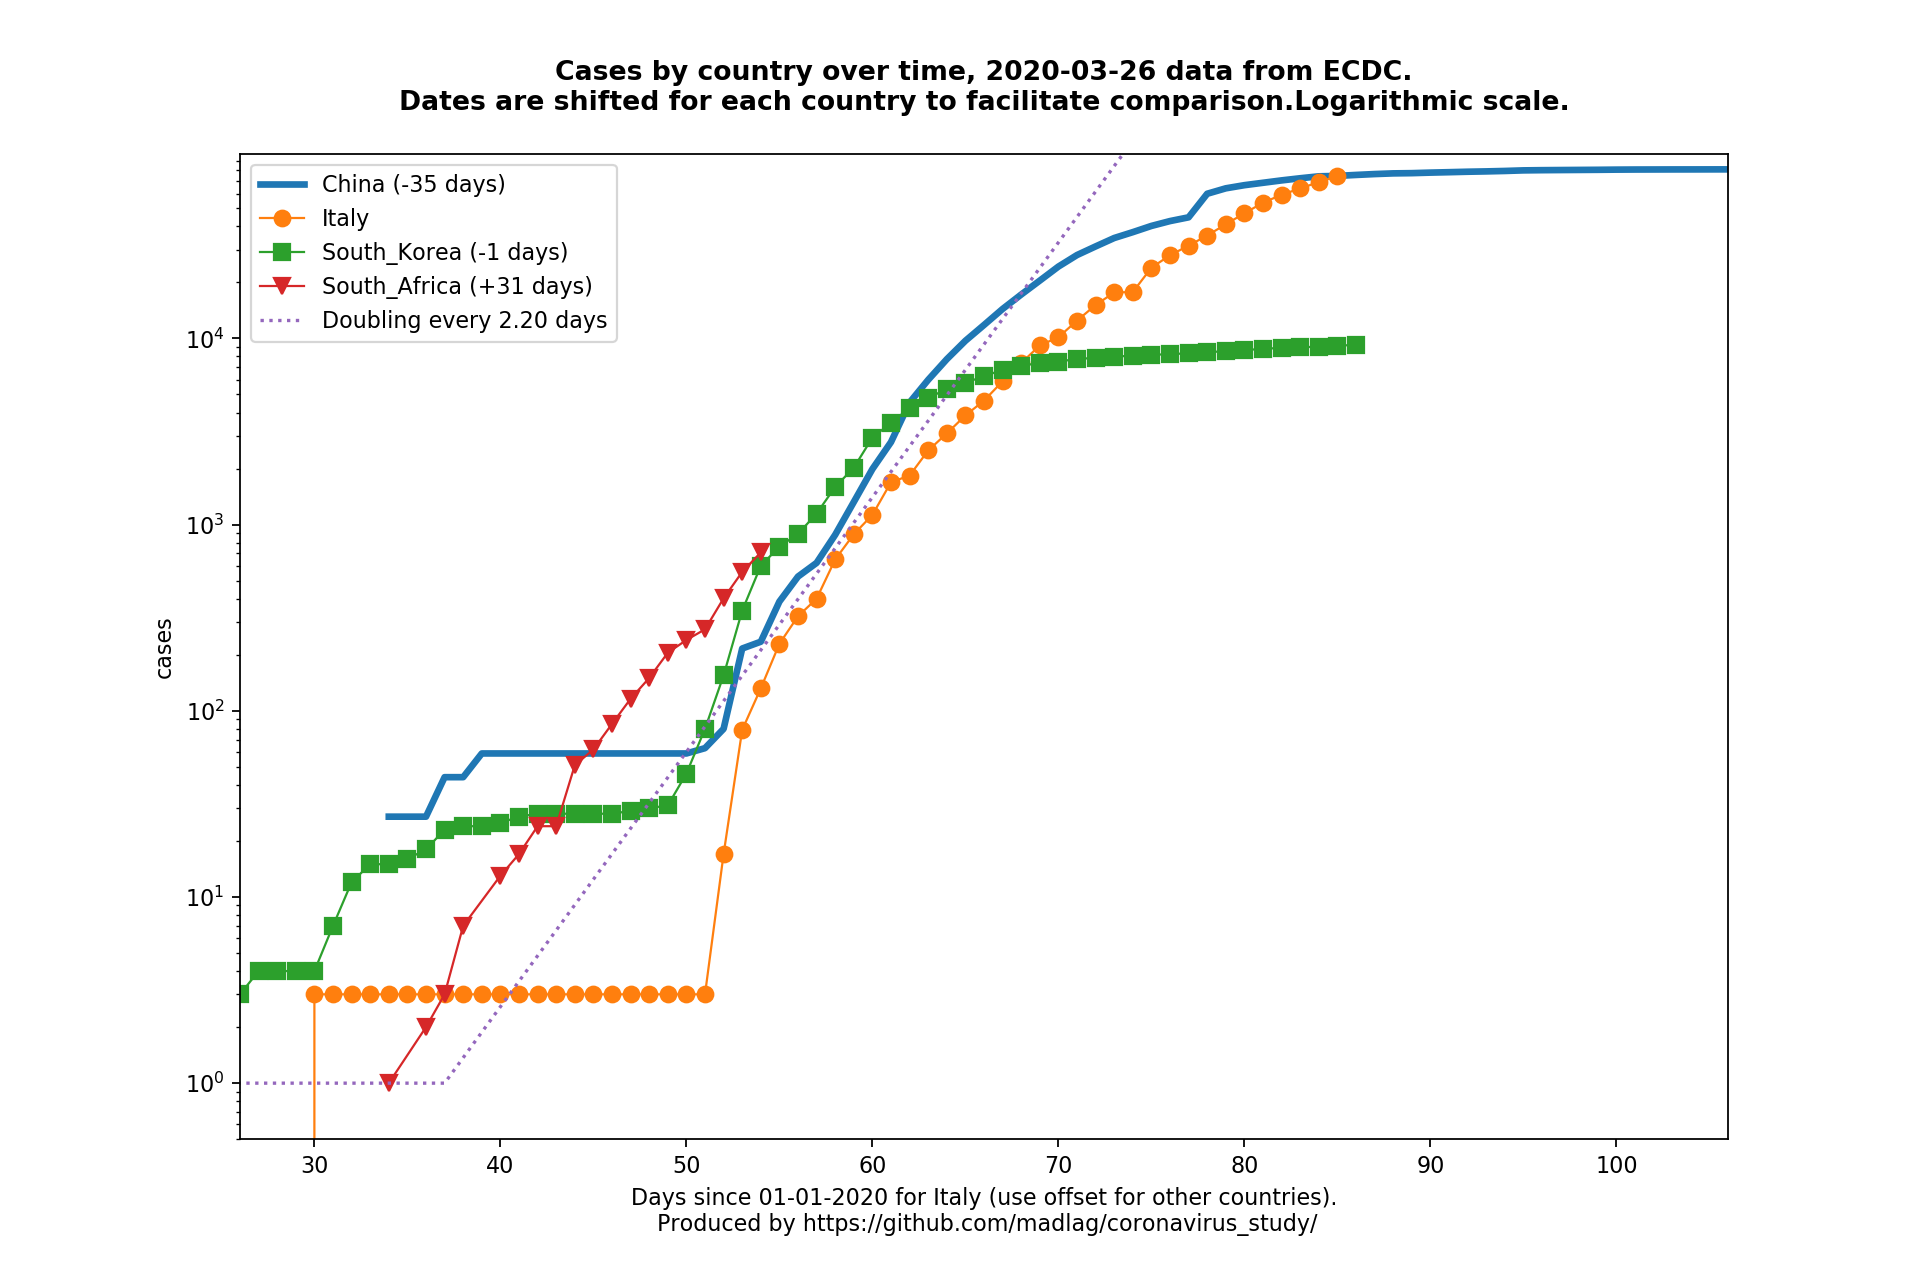 Cases by country over time, 2020-03-26 data from ECDC.
Dates are shifted for each country to facilitate comparison.Logarithmic scale.
China (-35 days)
Italy
South_Korea (-1 days)
South_Africa (+31 days)
Doubling every 2.20 days
cases
10⁴
10³
10²
10¹
10⁰
30 40 50 60 70 80 90 100
Days since 01-01-2020 for Italy (use offset for other countries).
Produced by https://github.com/madlag/coronavirus_study/